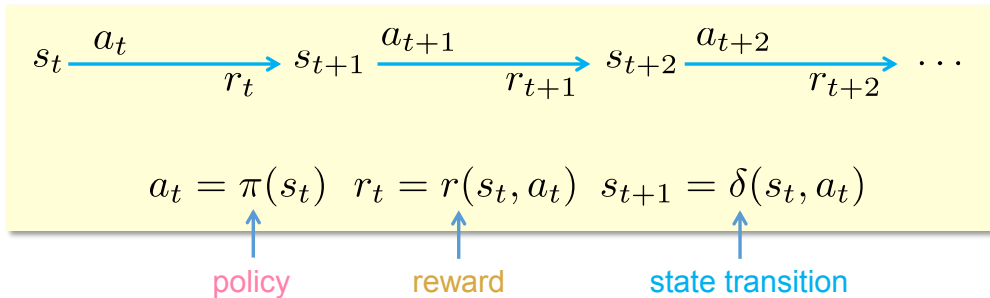 s_t a_t r_t s_{t+1} a_{t+1} r_{t+1} s_{t+2} a_{t+2} r_{t+2} ⋯
a_t = π(s_t) r_t = r(s_t, a_t) s_{t+1} = δ(s_t, a_t)
policy reward state transition